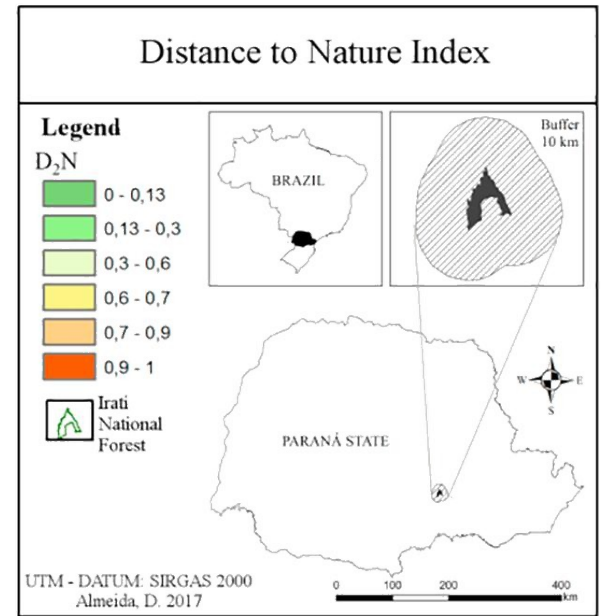 Distance to Nature Index
Legend
D₂N
0 - 0,13
0,13 - 0,3
0,3 - 0,6
0,6 - 0,7
0,7 - 0,9
0,9 - 1
Irati
National
Forest
BRAZIL
Buffer
10 km
N
W
E
S
PARANÁ STATE
UTM - DATUM: SIRGAS 2000
Almeida, D. 2017
0 100 200 400
km